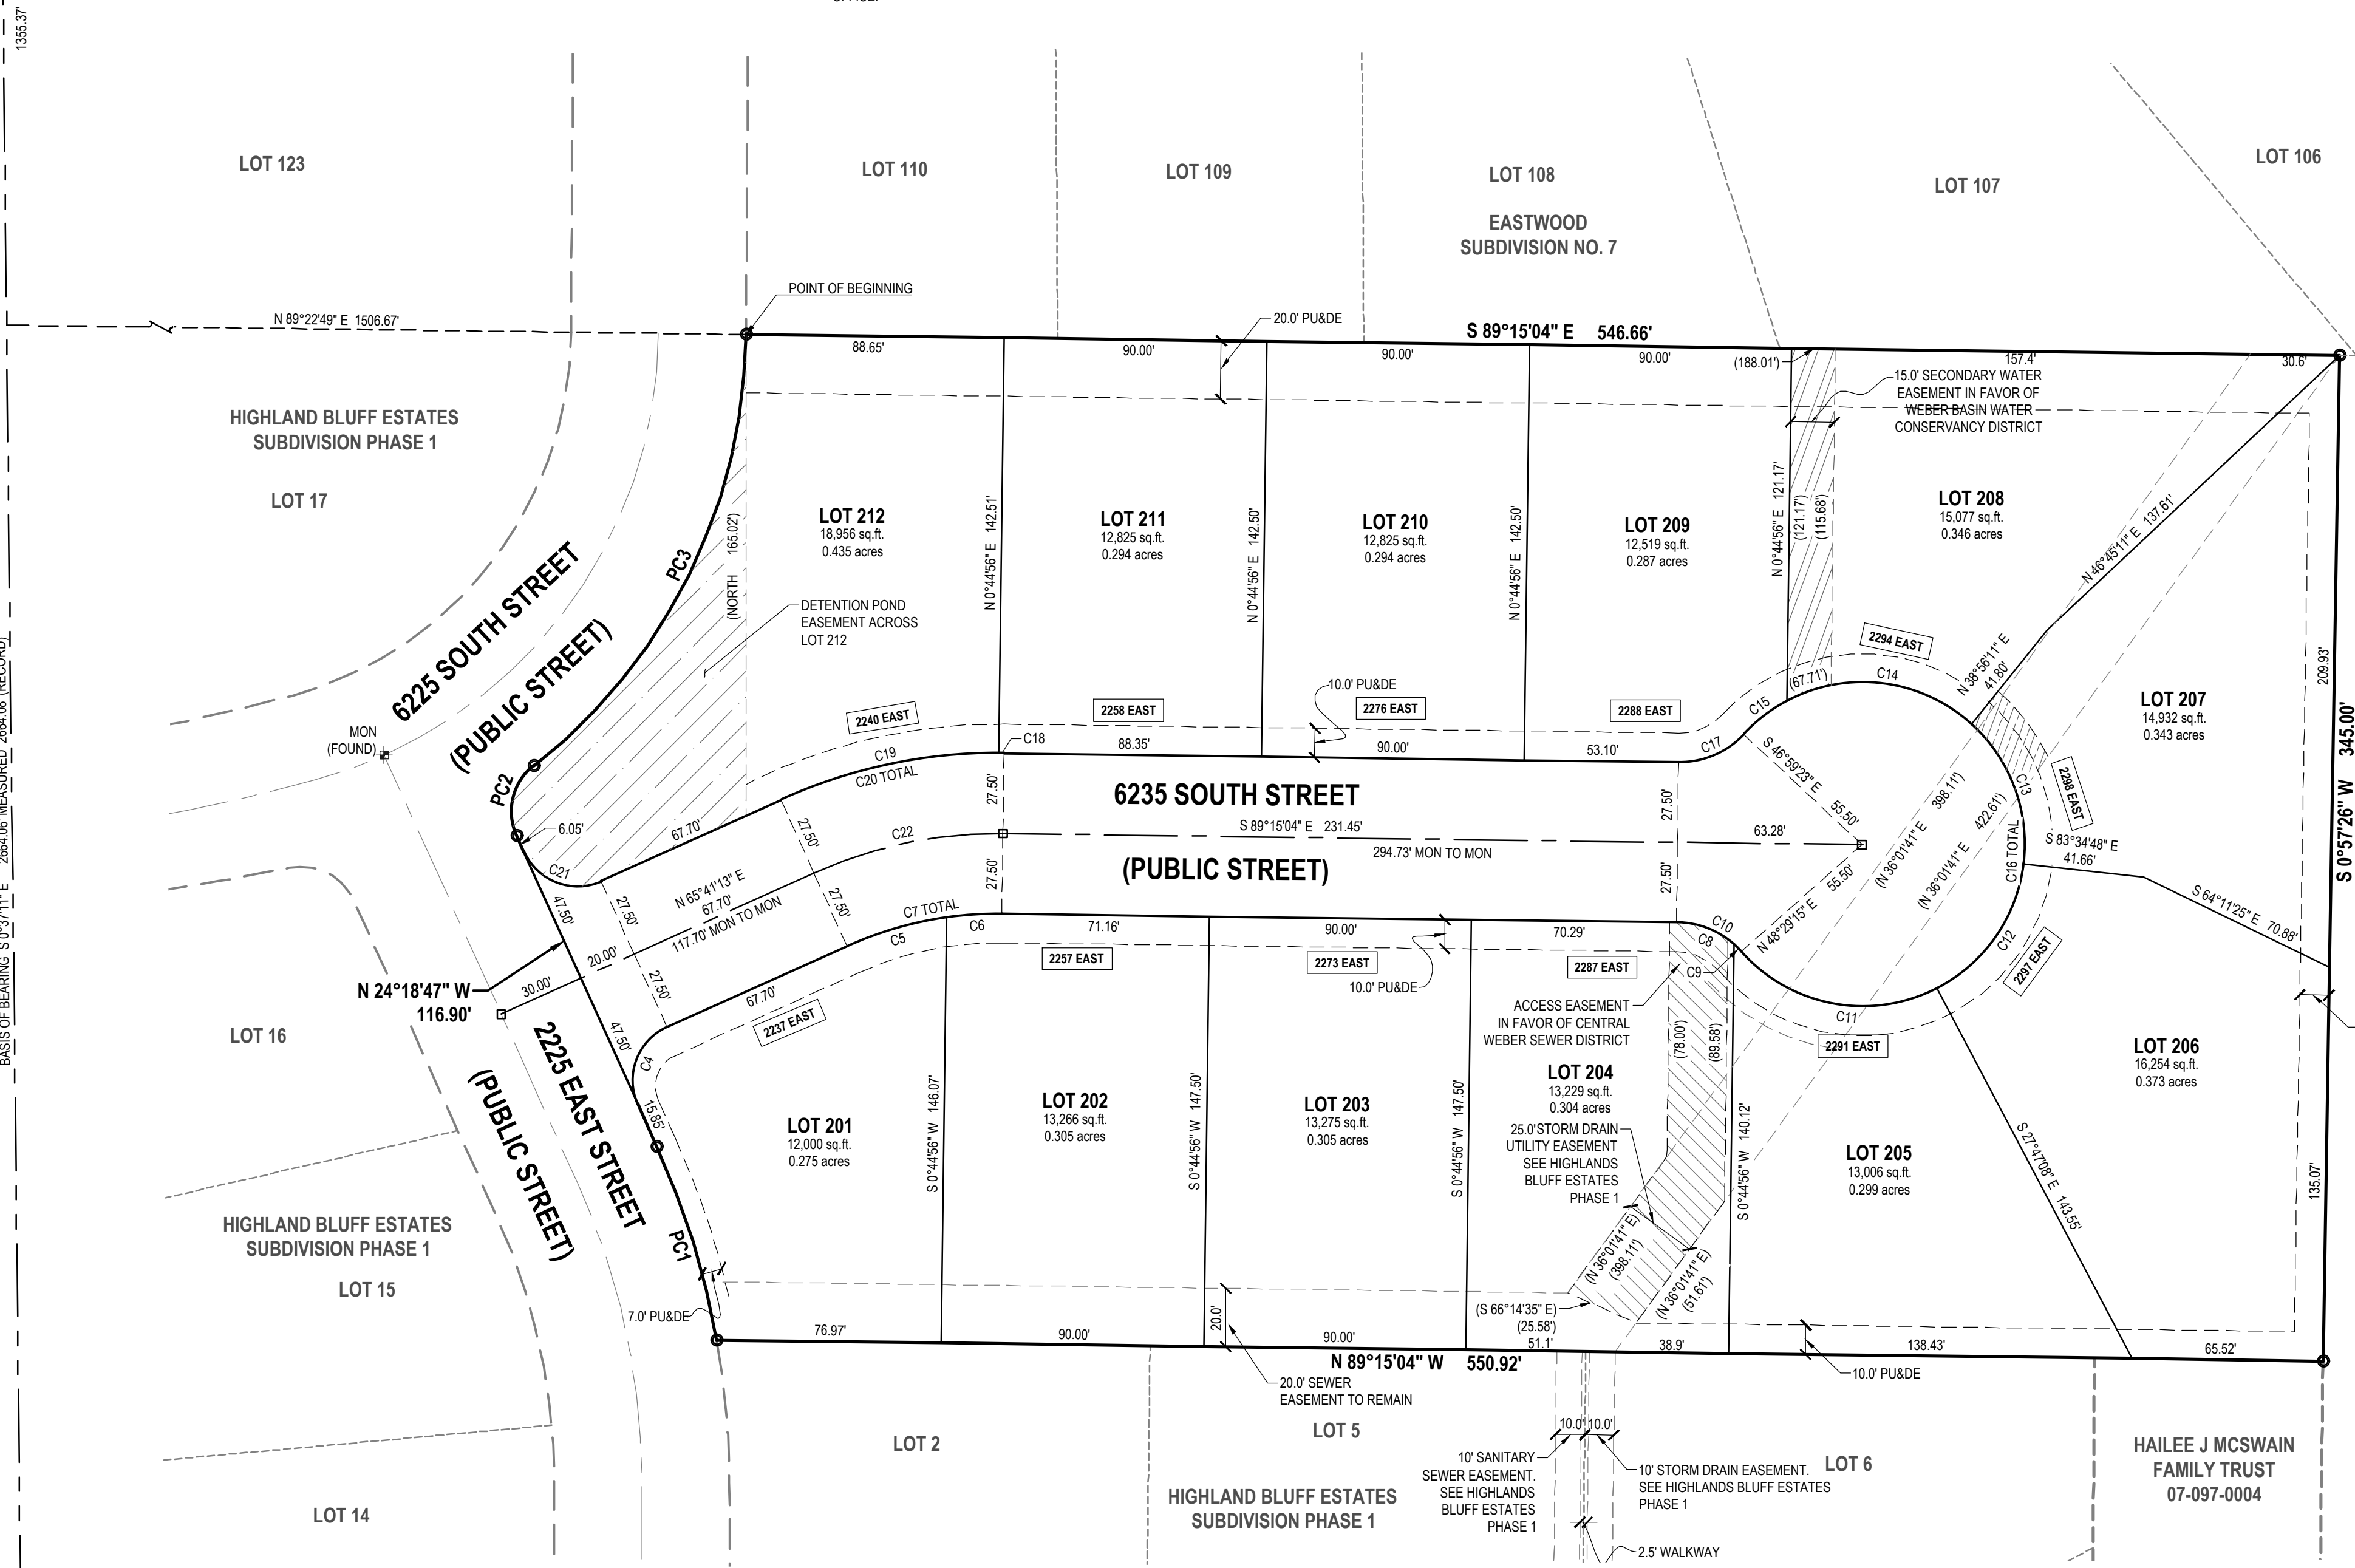 1355.37'
LOT 123
LOT 110
LOT 109
LOT 108
LOT 107
LOT 106
EASTWOOD
SUBDIVISION NO. 7
POINT OF BEGINNING
N 89°22'49" E 1506.67'
20.0' PU&DE
S 89°15'04" E 546.66'
88.65'
90.00'
90.00'
90.00'
(188.01')
157.4'
30.6'
15.0' SECONDARY WATER
EASEMENT IN FAVOR OF
WEBER BASIN WATER
CONSERVANCY DISTRICT
HIGHLAND BLUFF ESTATES
SUBDIVISION PHASE 1
LOT 17
LOT 212
18,956 sq.ft.
0.435 acres
LOT 211
12,825 sq.ft.
0.294 acres
LOT 210
12,825 sq.ft.
0.294 acres
LOT 209
12,519 sq.ft.
0.287 acres
LOT 208
15,077 sq.ft.
0.346 acres
(NORTH 165.02')
N 0°44'56" E 142.51'
N 0°44'56" E 142.50'
N 0°44'56" E 142.50'
N 0°44'56" E 121.17'
(121.17')
(115.68')
N 46°45'11" E 137.61'
PC3
6225 SOUTH STREET
(PUBLIC STREET)
DETENTION POND
EASEMENT ACROSS
LOT 212
2294 EAST
N 38°56'11" E
41.80'
209.93'
S 0°57'26" W 345.00'
LOT 207
14,932 sq.ft.
0.343 acres
MON
(FOUND)
2240 EAST
2258 EAST
10.0' PU&DE
2276 EAST
2288 EAST
(67.71')
C14
C15
C17
C18
C19
C20 TOTAL
88.35'
90.00'
53.10'
PC2
6.05'
C21
67.70'
27.50'
27.50'
27.50'
C22
6235 SOUTH STREET
S 89°15'04" E 231.45'
294.73' MON TO MON
(PUBLIC STREET)
63.28'
S 46°59'23" E 55.50'
N 48°29'15" E 55.50'
(N 36°01'41" E 398.11')
(N 36°01'41" E 422.61')
C13
2298 EAST
C16 TOTAL
S 83°34'48" E
41.66'
S 64°11'25" E 70.88'
N 65°41'13" E
67.70'
117.70' MON TO MON
47.50'
27.50'
27.50'
27.50'
27.50'
27.50'
20.00'
30.00'
C7 TOTAL
C5
C6
71.16'
90.00'
70.29'
C10
C8
C9
C12
2297 EAST
N 24°18'47" W
116.90'
67.70'
2237 EAST
2257 EAST
2273 EAST
10.0' PU&DE
2287 EAST
C11
2291 EAST
BASIS OF BEARING S 0°37'11" E 2664.06' MEASURED 2664.08' (RECORD)
LOT 16
47.50'
C4
15.85'
2225 EAST STREET
(PUBLIC STREET)
ACCESS EASEMENT
IN FAVOR OF CENTRAL
WEBER SEWER DISTRICT
(78.00')
(89.58')
LOT 201
12,000 sq.ft.
0.275 acres
S 0°44'56" W 146.07'
LOT 202
13,266 sq.ft.
0.305 acres
S 0°44'56" W 147.50'
LOT 203
13,275 sq.ft.
0.305 acres
S 0°44'56" W 147.50'
LOT 204
13,229 sq.ft.
0.304 acres
25.0'STORM DRAIN
UTILITY EASEMENT
SEE HIGHLANDS
BLUFF ESTATES
PHASE 1
S 0°44'56" W 140.12'
LOT 205
13,006 sq.ft.
0.299 acres
S 27°47'08" E 143.55'
LOT 206
16,254 sq.ft.
0.373 acres
135.07'
HIGHLAND BLUFF ESTATES
SUBDIVISION PHASE 1
LOT 15
PC1
7.0' PU&DE
(N 36°01'41" E)
(398.11')
(N 36°01'41" E)
(51.61')
(S 66°14'35" E)
(25.58')
20.0'
76.97'
90.00'
90.00'
51.1'
38.9'
138.43'
65.52'
N 89°15'04" W 550.92'
10.0' PU&DE
20.0' SEWER
EASEMENT TO REMAIN
LOT 14
LOT 2
LOT 5
10.0'
10.0'
10' SANITARY
SEWER EASEMENT.
SEE HIGHLANDS
BLUFF ESTATES
PHASE 1
10' STORM DRAIN EASEMENT.
SEE HIGHLANDS BLUFF ESTATES
PHASE 1
LOT 6
HIGHLAND BLUFF ESTATES
SUBDIVISION PHASE 1
2.5' WALKWAY
HAILEE J MCSWAIN
FAMILY TRUST
07-097-0004